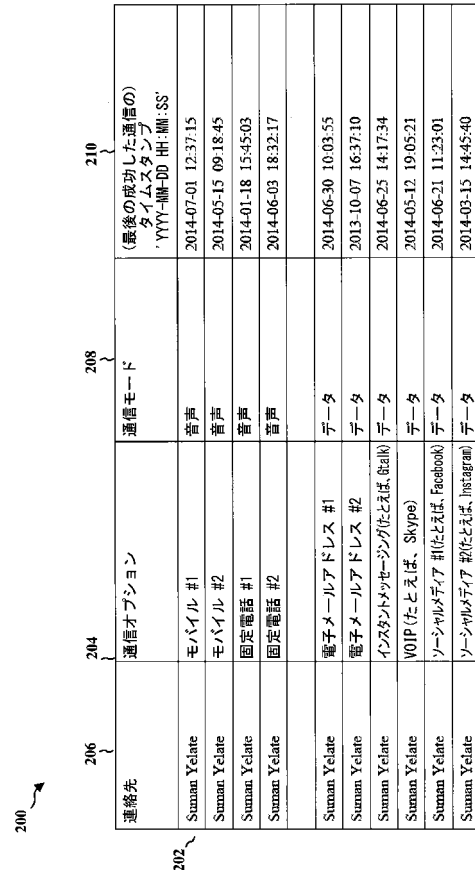 200
206
204
208
210
連絡先 通信オプション 通信モード (最後の成功した通信の)
タイムスタンプ
'YYYY-MM-DD HH:MM:SS'
202
Suman Yelate モバイル #1 音声 2014-07-01 12:37:15
Suman Yelate モバイル #2 音声 2014-05-15 09:18:45
Suman Yelate 固定電話 #1 音声 2014-01-18 15:45:03
Suman Yelate 固定電話 #2 音声 2014-06-03 18:32:17
Suman Yelate 電子メールアドレス #1 データ 2014-06-30 10:03:55
Suman Yelate 電子メールアドレス #2 データ 2013-10-07 16:37:10
Suman Yelate インスタントメッセージング(たとえば、Gtalk) データ 2014-06-25 14:17:34
Suman Yelate VOIP(たとえば、Skype) データ 2014-05-12 19:05:21
Suman Yelate ソーシャルメディア #1(たとえば、Facebook) データ 2014-06-21 11:23:01
Suman Yelate ソーシャルメディア #2(たとえば、Instagram) データ 2014-03-15 14:45:40